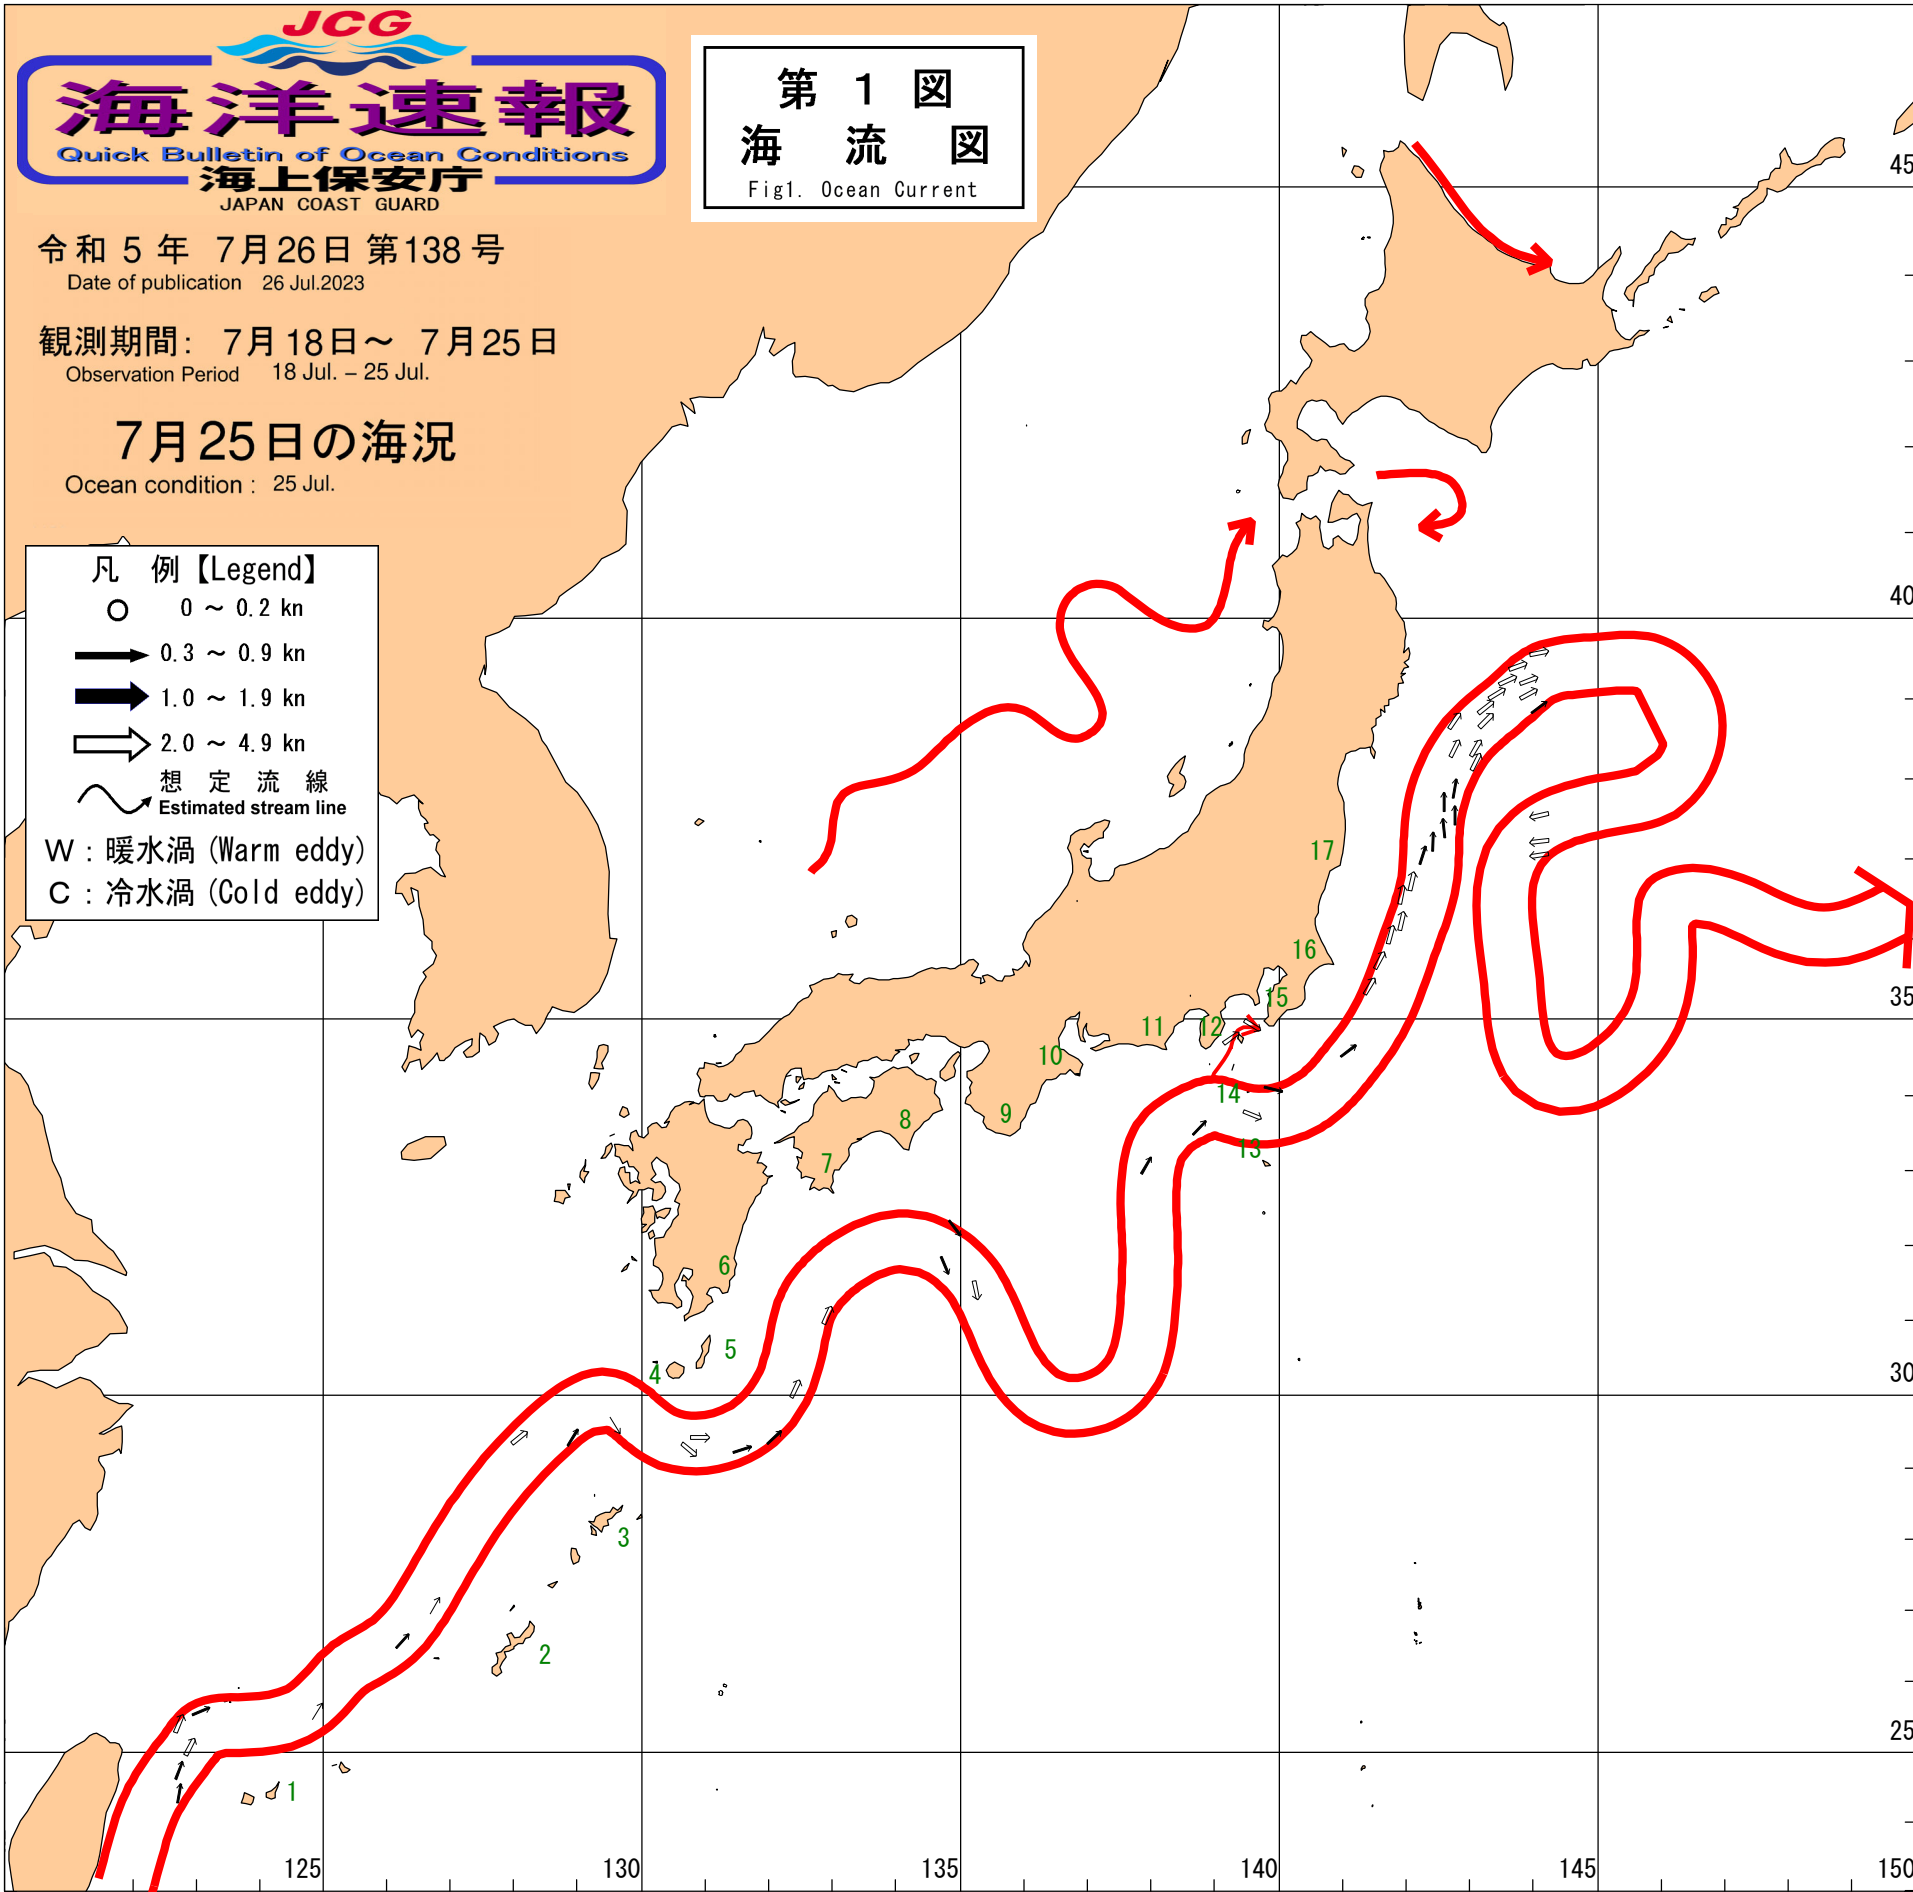 JCG
海洋速報
Quick Bulletin of Ocean Conditions
海上保安庁
JAPAN COAST GUARD
第 1 図
海 流 図
Fig1. Ocean Current
令和 5 年 7月26日 第138 号
Date of publication 26 Jul.2023
観測期間: 7月18日～ 7月25日
Observation Period 18 Jul. – 25 Jul.
7月25日の海況
Ocean condition : 25 Jul.
凡 例【Legend】
0 ～ 0.2 kn
0.3 ～ 0.9 kn
1.0 ～ 1.9 kn
2.0 ～ 4.9 kn
想 定 流 線
Estimated stream line
W : 暖水渦 (Warm eddy)
C : 冷水渦 (Cold eddy)
45
40
17
16
35
15
12
11
10
14
9
8
13
7
6
5
4
30
3
2
25
1
125
130
135
140
145
150